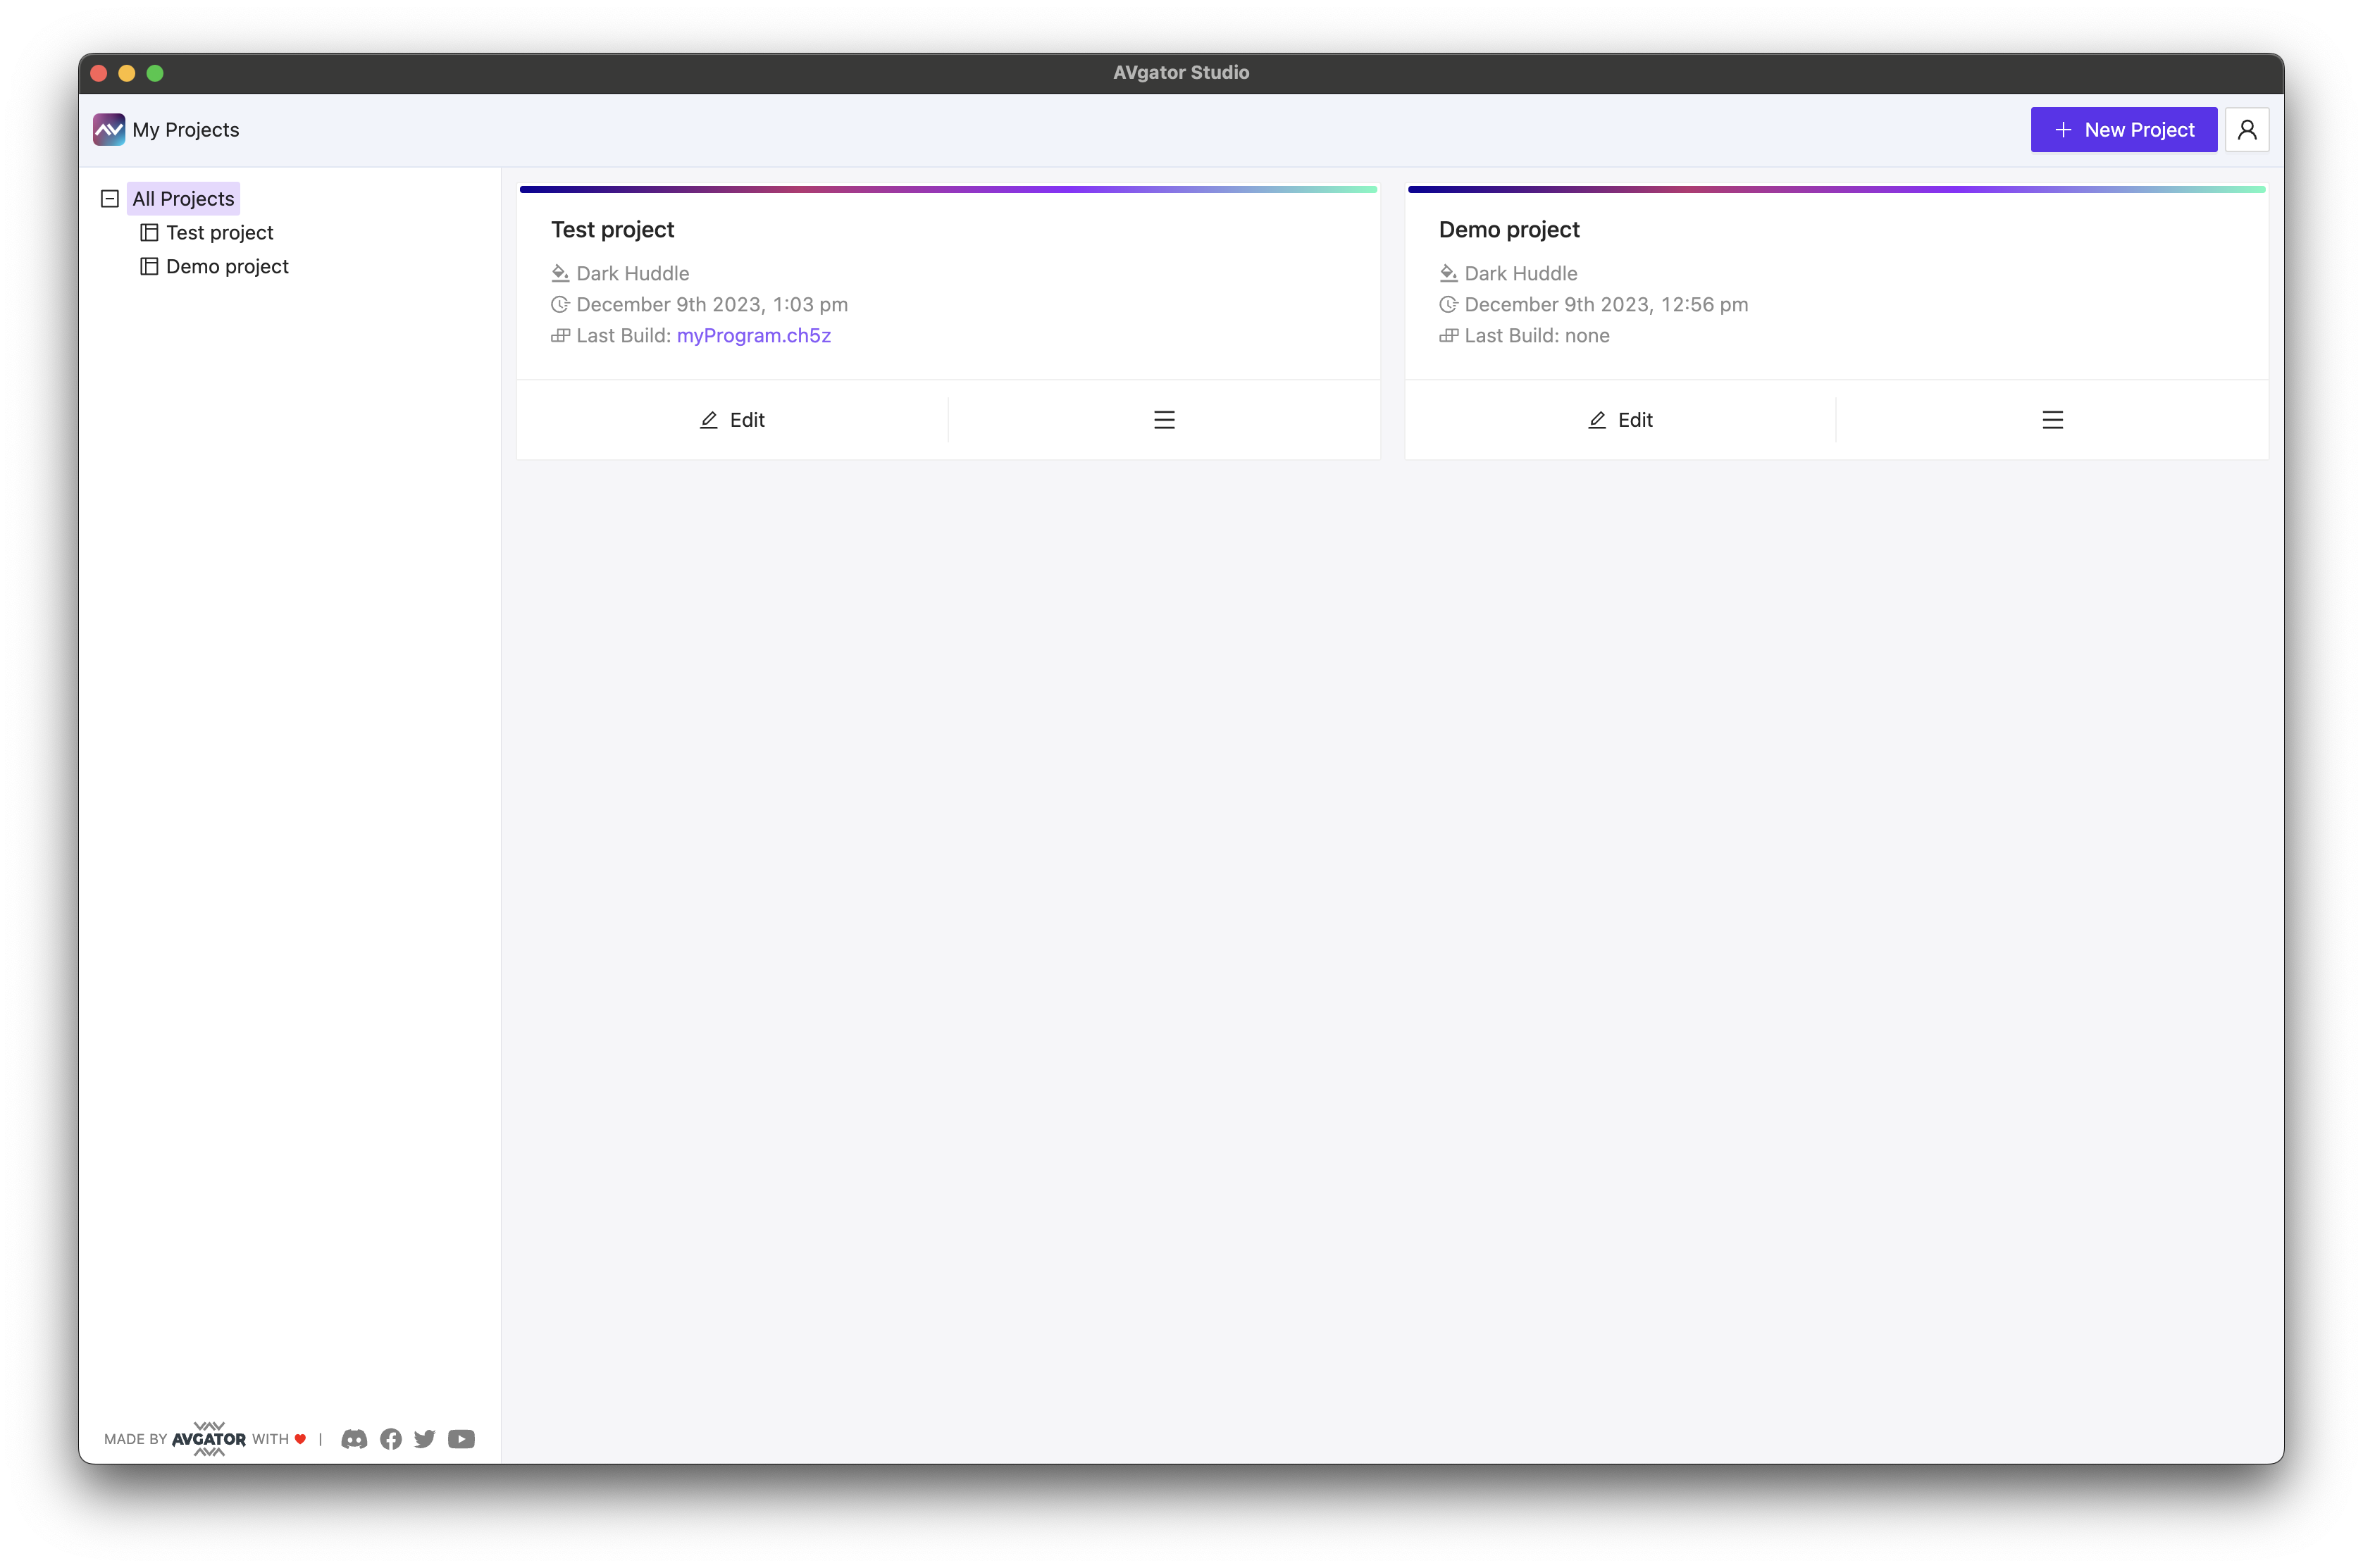 AVgator Studio
My Projects
New Project
All Projects
Test project
Demo project
Test project
Dark Huddle
December 9th 2023, 1:03 pm
Last Build: myProgram.ch5z
Edit
Demo project
Dark Huddle
December 9th 2023, 12:56 pm
Last Build: none
Edit
MADE BY AVGATOR WITH ❤ |